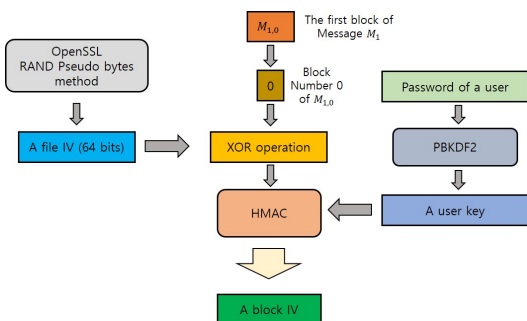 M₁,₀
The first block of
Message M₁
OpenSSL
RAND Pseudo bytes
method
0
Block
Number 0
of M₁,₀
Password of a user
A file IV (64 bits)
XOR operation
PBKDF2
HMAC
A user key
A block IV